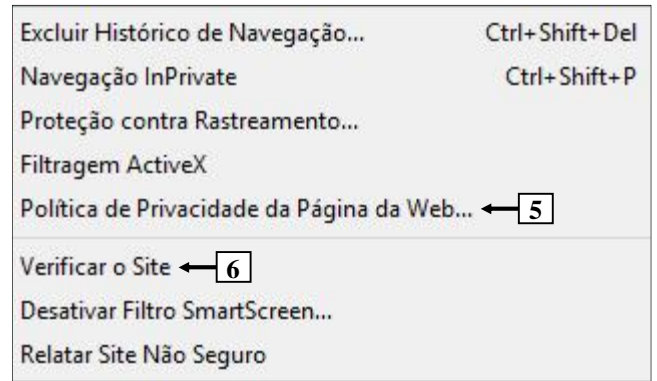 Excluir Histórico de Navegação... Ctrl+Shift+Del
Navegação InPrivate Ctrl+Shift+P
Proteção contra Rastreamento...
Filtragem ActiveX
Política de Privacidade da Página da Web... 5
Verificar o Site 6
Desativar Filtro SmartScreen...
Relatar Site Não Seguro